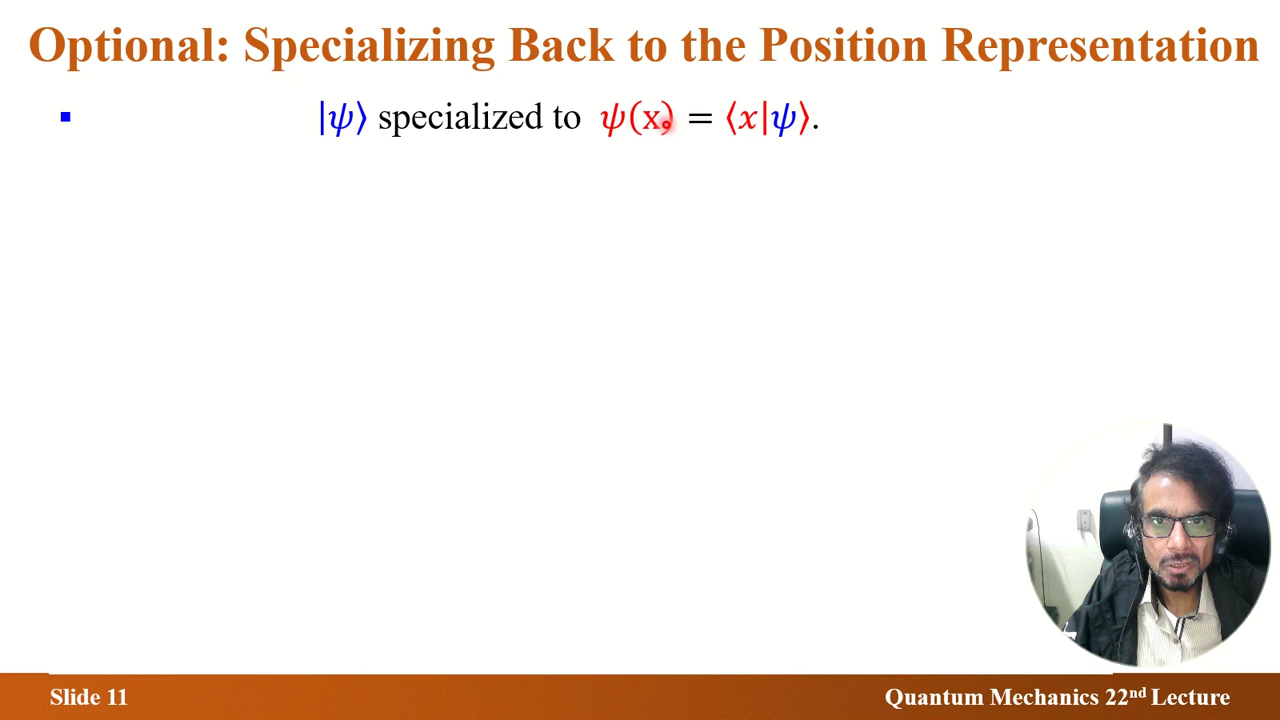 Optional: Specializing Back to the Position Representation
▪ |ψ⟩ specialized to ψ(x) = ⟨x|ψ⟩.
Slide 11
Quantum Mechanics 22nd Lecture